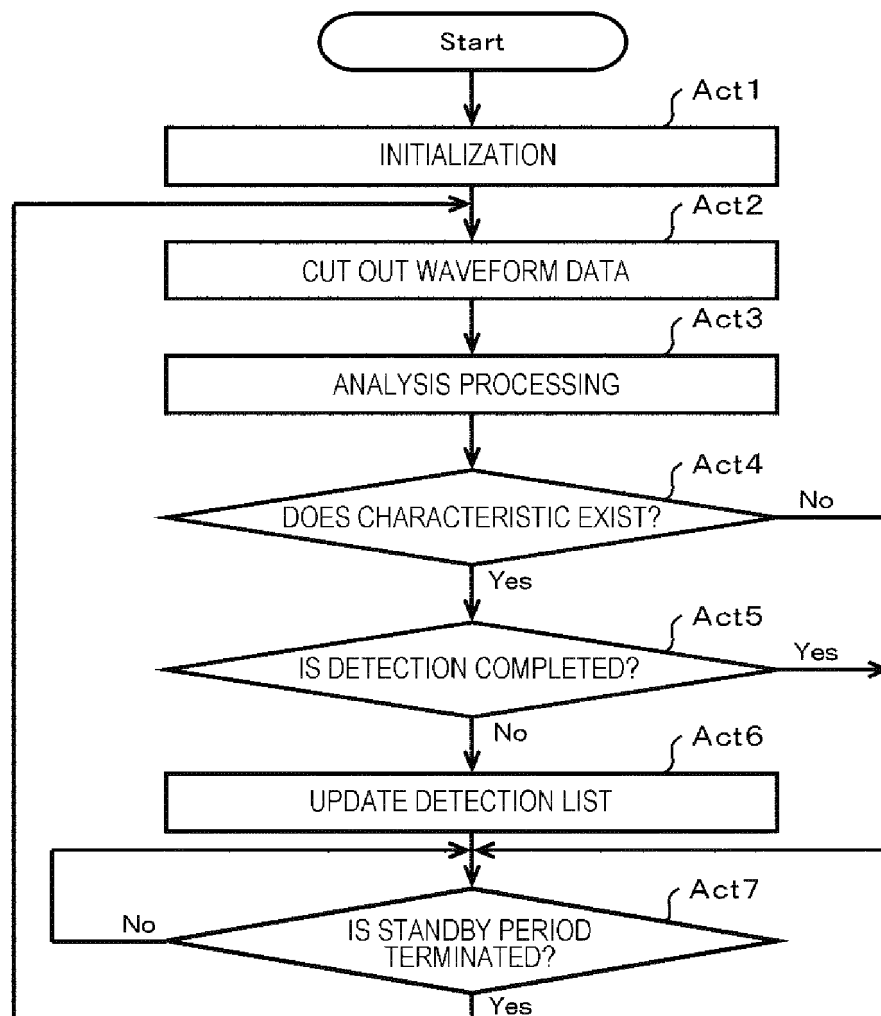 Start
Act1
INITIALIZATION
Act2
CUT OUT WAVEFORM DATA
Act3
ANALYSIS PROCESSING
Act4
DOES CHARACTERISTIC EXIST?
No
Yes
Act5
IS DETECTION COMPLETED?
Yes
No
Act6
UPDATE DETECTION LIST
Act7
No
IS STANDBY PERIOD
TERMINATED?
Yes